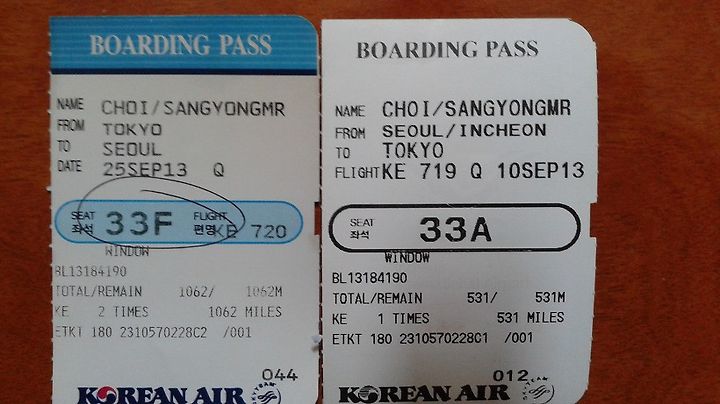 BOARDING PASS
NAME CHOI/SANGYONGMR
FROM TOKYO
TO SEOUL
DATE 25SEP13 Q
SEAT 좌석 33F FLIGHT 편명 KE 720
WINDOW
BL13184190
TOTAL/REMAIN 1062/ 1062M
KE 2 TIMES 1062 MILES
ETKT 180 2310570228C2 /001
044
KOREAN AIR
BOARDING PASS
NAME CHOI/SANGYONGMR
FROM SEOUL/INCHEON
TO TOKYO
FLIGHT KE 719 Q 10SEP13
SEAT 좌석 33A
WINDOW
BL13184190
TOTAL/REMAIN 531/ 531M
KE 1 TIMES 531 MILES
ETKT 180 2310570228C1 /001
012
KOREAN AIR